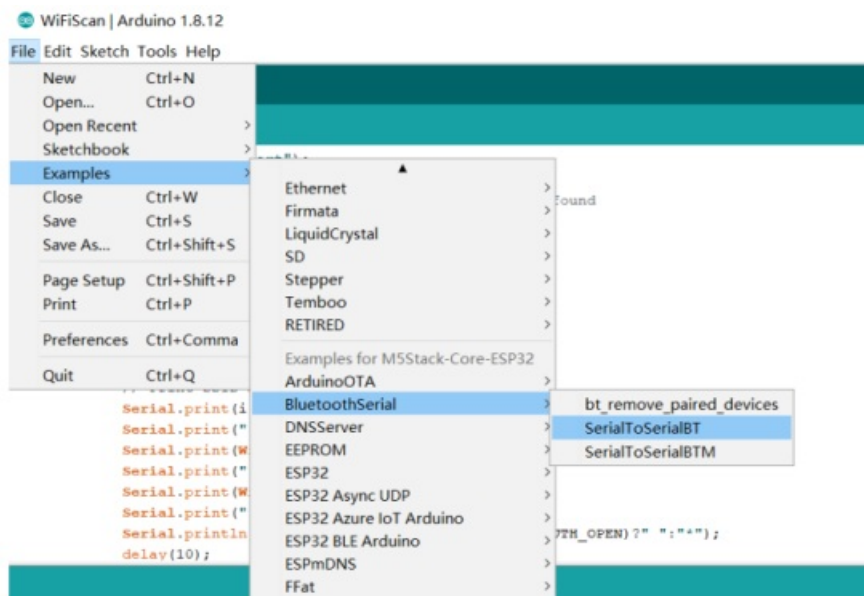 WiFiScan | Arduino 1.8.12
File Edit Sketch Tools Help
New Ctrl+N
Open... Ctrl+O
Open Recent >
Sketchbook >
Examples >
Close Ctrl+W
Save Ctrl+S
Save As... Ctrl+Shift+S
Page Setup Ctrl+Shift+P
Print Ctrl+P
Preferences Ctrl+Comma
Quit Ctrl+Q
Ethernet >
Firmata >
LiquidCrystal >
SD >
Stepper >
Temboo >
RETIRED >
Examples for M5Stack-Core-ESP32
ArduinoOTA >
BluetoothSerial >
DNSServer >
EEPROM >
ESP32 >
ESP32 Async UDP >
ESP32 Azure IoT Arduino >
ESP32 BLE Arduino >
ESPmDNS >
FFat >
bt_remove_paired_devices
SerialToSerialBT
SerialToSerialBTM
found
Serial.print(i
Serial.print("
Serial.print(W
Serial.print("
Serial.print(W
Serial.print("
Serial.println
TH_OPEN)?" ":"*");
delay(10);